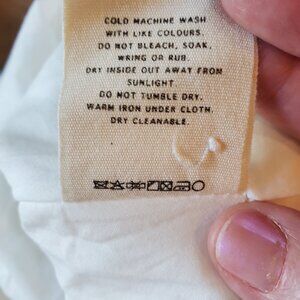 COLD MACHINE WASH
WITH LIKE COLOURS.
DO NOT BLEACH, SOAK,
WRING OR RUB.
DRY INSIDE OUT AWAY FROM
SUNLIGHT
DO NOT TUMBLE DRY.
WARM IRON UNDER CLOTH.
DRY CLEANABLE.